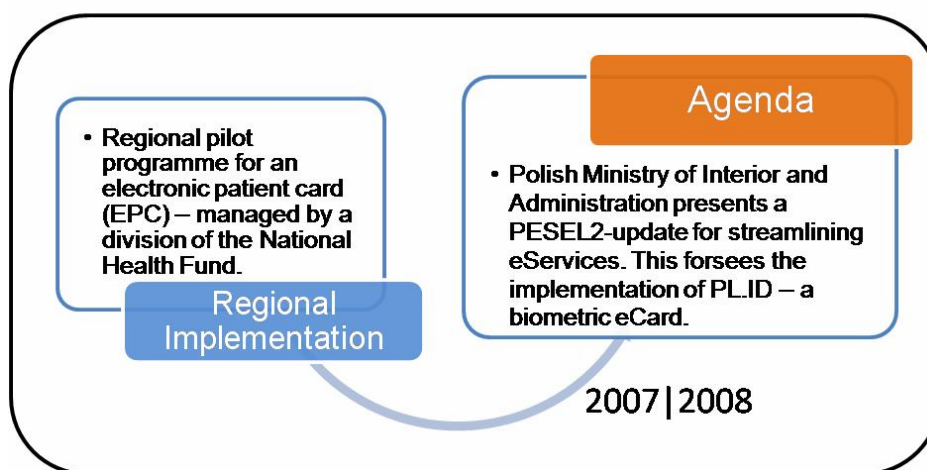 • Regional pilot
programme for an
electronic patient card
(EPC) – managed by a
division of the National
Health Fund.
Regional
Implementation
Agenda
• Polish Ministry of Interior and
Administration presents a
PESEL2-update for streamlining
eServices. This forsees the
implementation of PL.ID – a
biometric eCard.
2007|2008